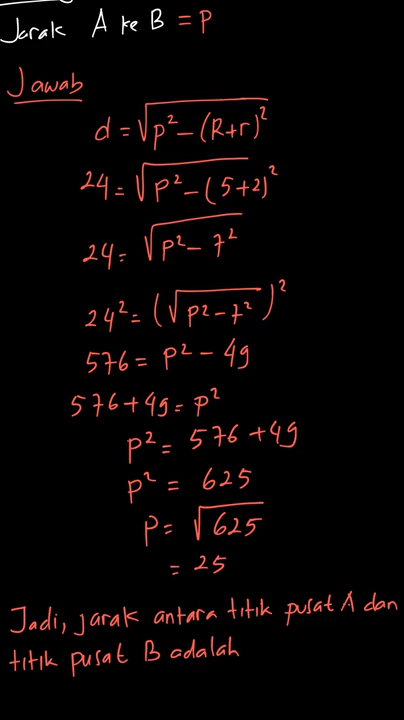 Jarak A ke B = P
Jawab
d = √p² − (R+r)²
24 = √p² − (5+2)²
24 = √p² − 7²
24² = (√p² − 7²)²
576 = p² − 49
576 + 49 = p²
p² = 576 + 49
p² = 625
p = √625
= 25
Jadi, jarak antara titik pusat A dan
titik pusat B adalah